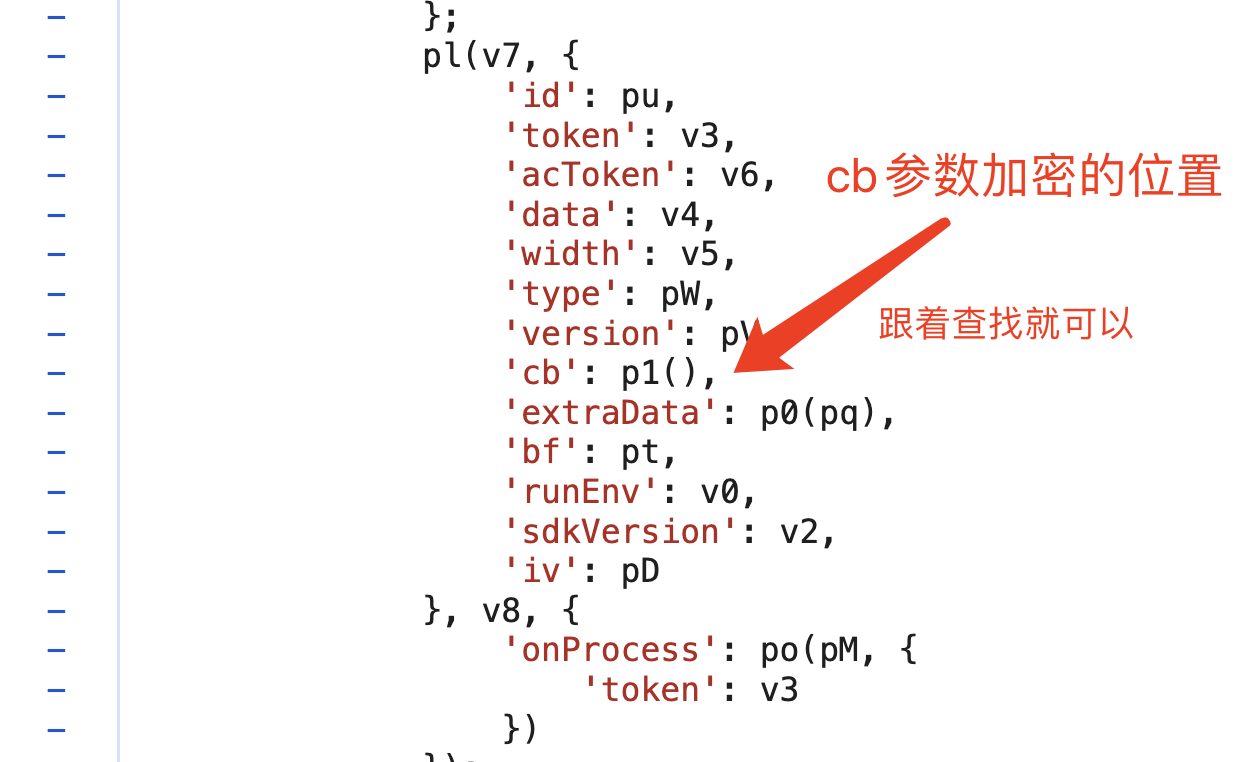 };
pl(v7, {
'id': pu,
'token': v3,
'acToken': v6,
cb参数加密的位置
'data': v4,
'width': v5,
'type': pW,
'version': pV
跟着查找就可以
'cb': p1(),
'extraData': p0(pq),
'bf': pt,
'runEnv': v0,
'sdkVersion': v2,
'iv': pD
}, v8, {
'onProcess': po(pM, {
'token': v3
})